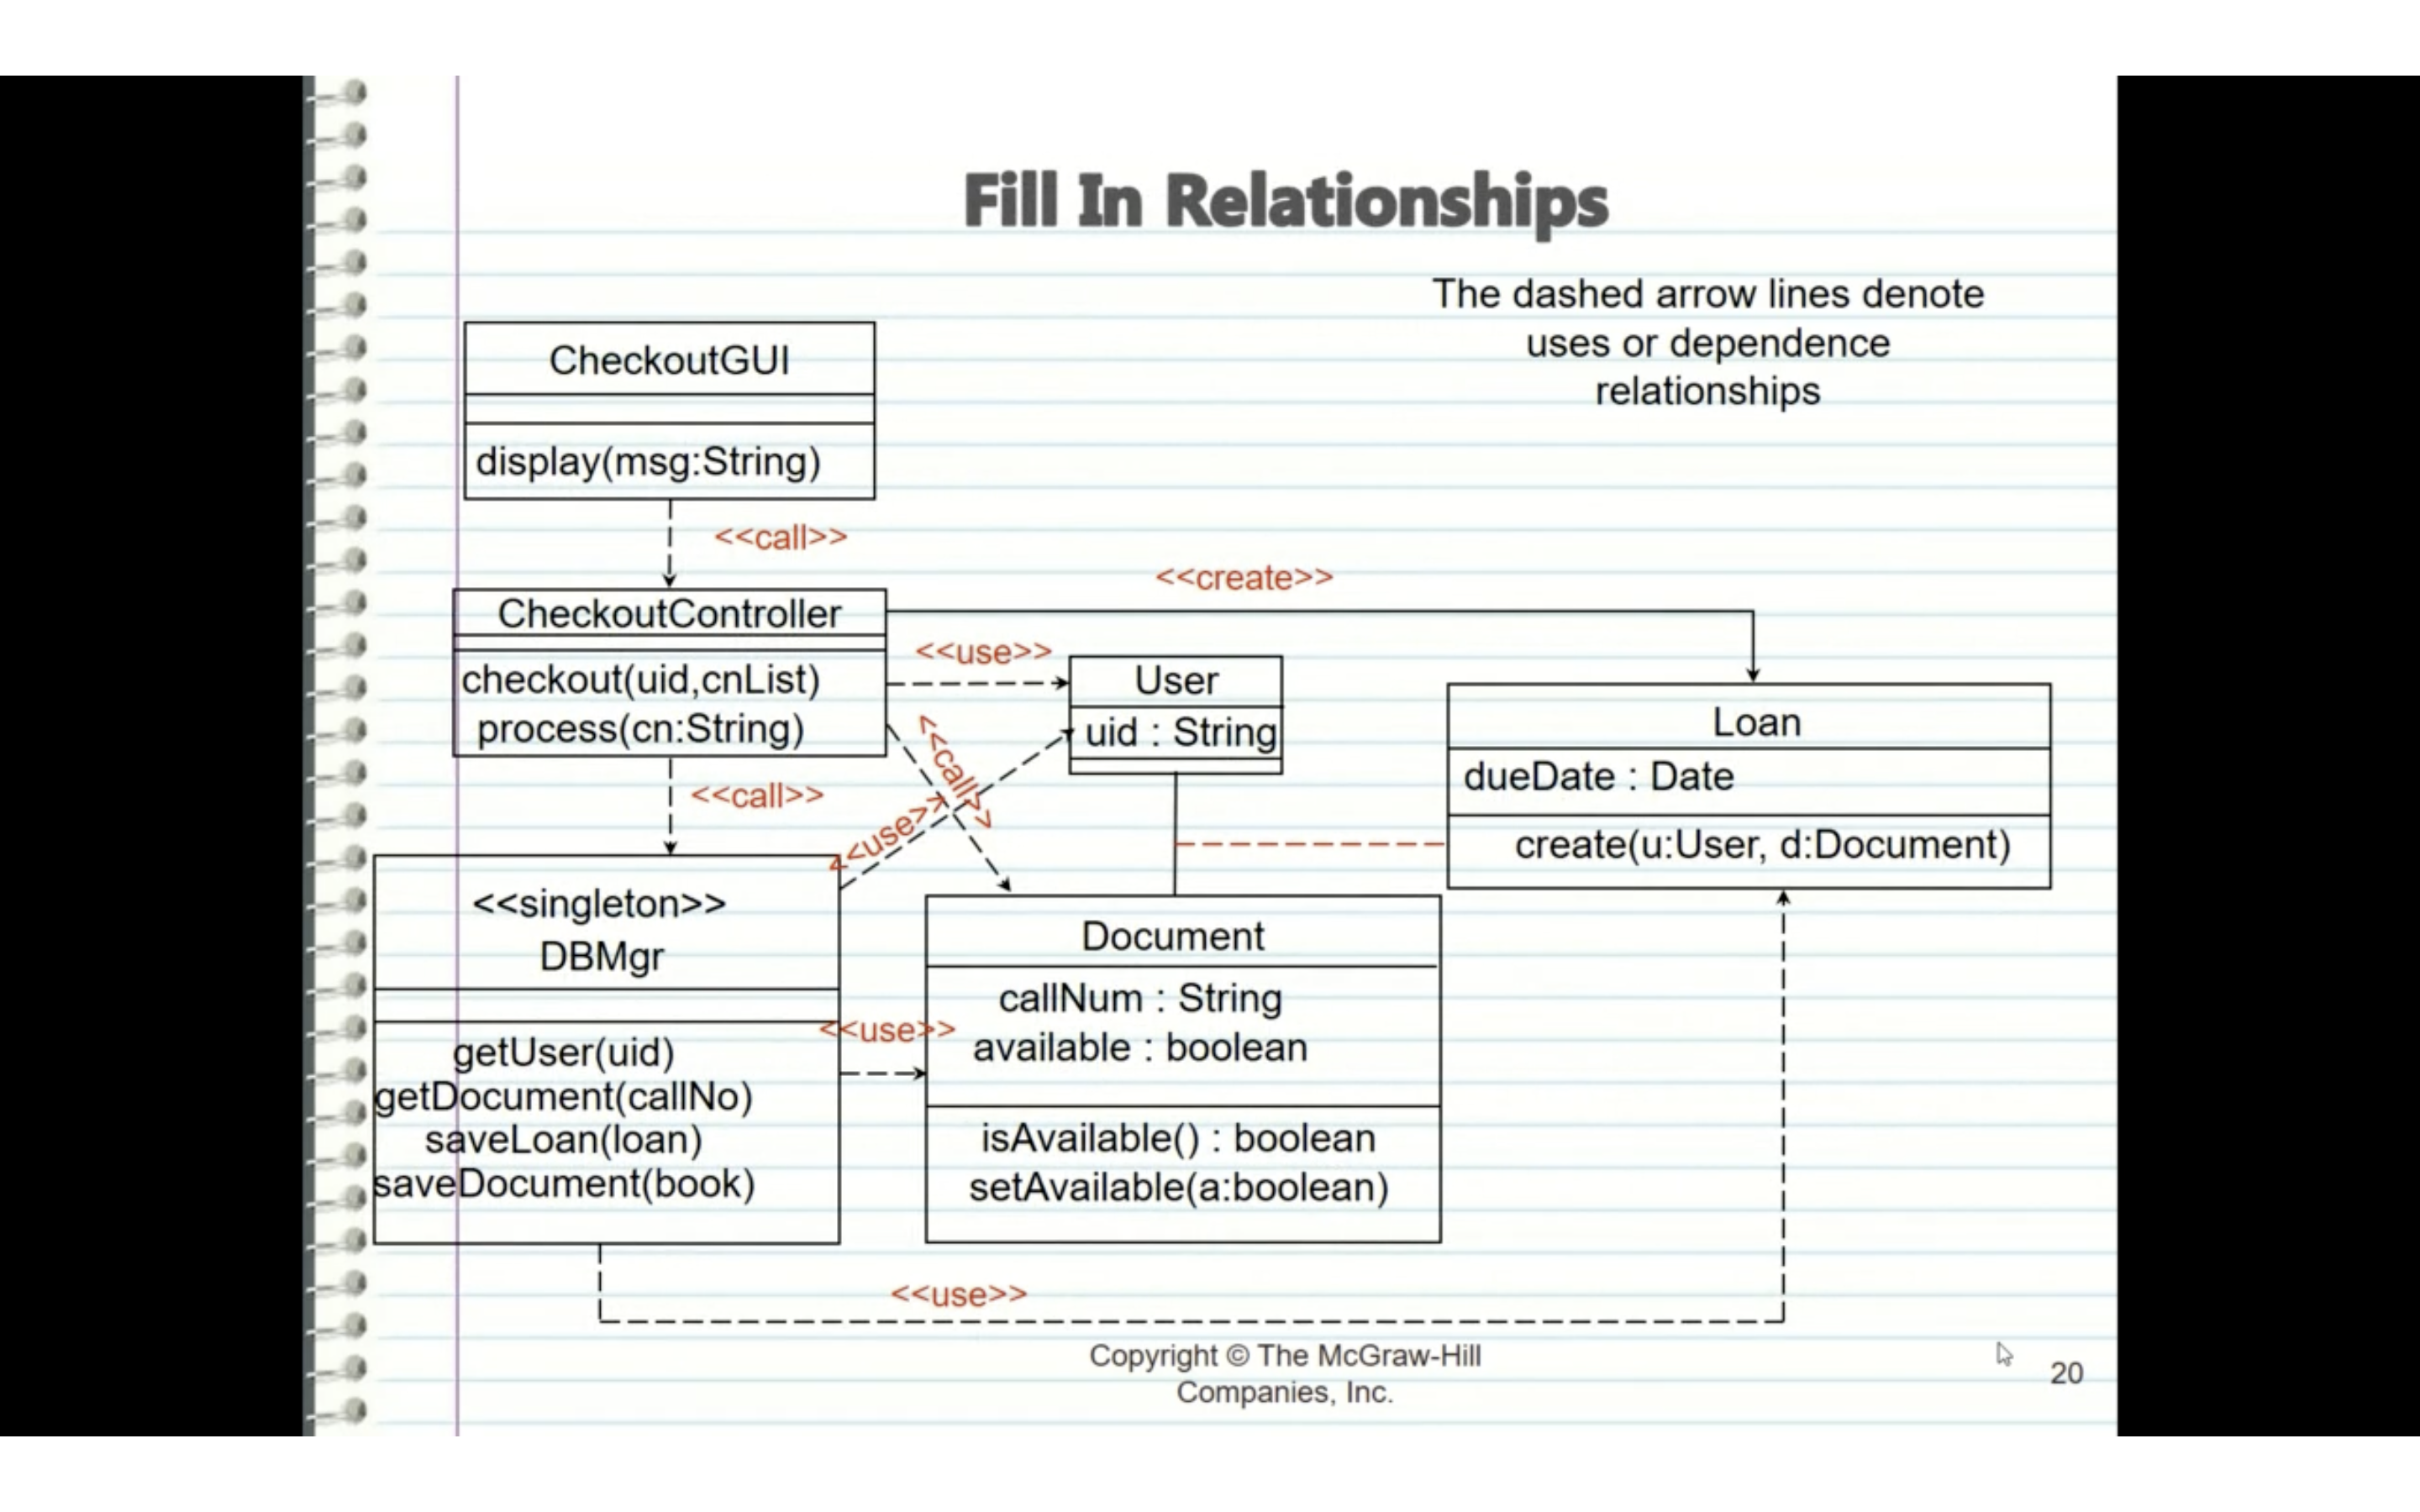 Fill In Relationships
The dashed arrow lines denote
uses or dependence
relationships
CheckoutGUI
display(msg:String)
<<call>>
<<create>>
CheckoutController
checkout(uid,cnList)
process(cn:String)
<<use>>
User
uid : String
<<call>>
Loan
dueDate : Date
create(u:User, d:Document)
<<call>>
<<use>>
<<singleton>>
DBMgr
getUser(uid)
getDocument(callNo)
saveLoan(loan)
saveDocument(book)
<<use>>
Document
callNum : String
available : boolean
isAvailable() : boolean
setAvailable(a:boolean)
<<use>>
Copyright © The McGraw-Hill
Companies, Inc.
20